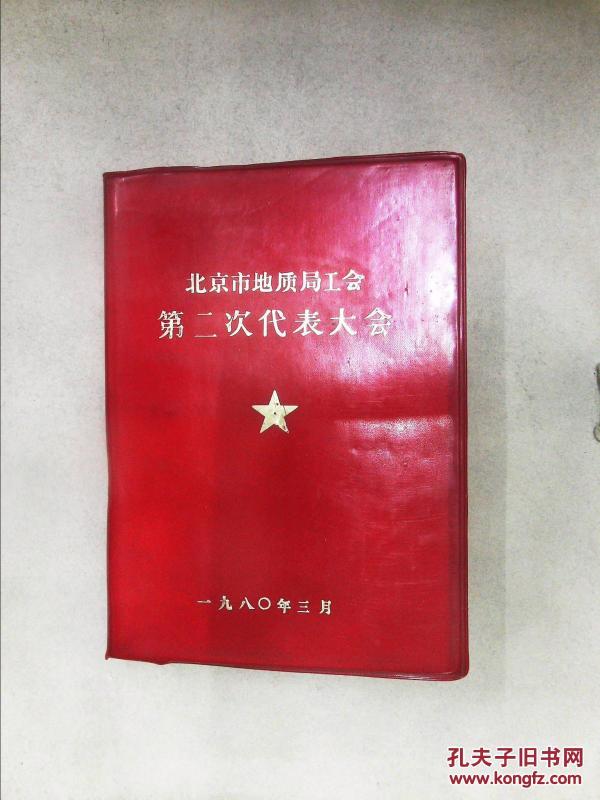 北京市地质局工会
第二次代表大会
一九八〇年三月
孔夫子旧书网
www.kongfz.com